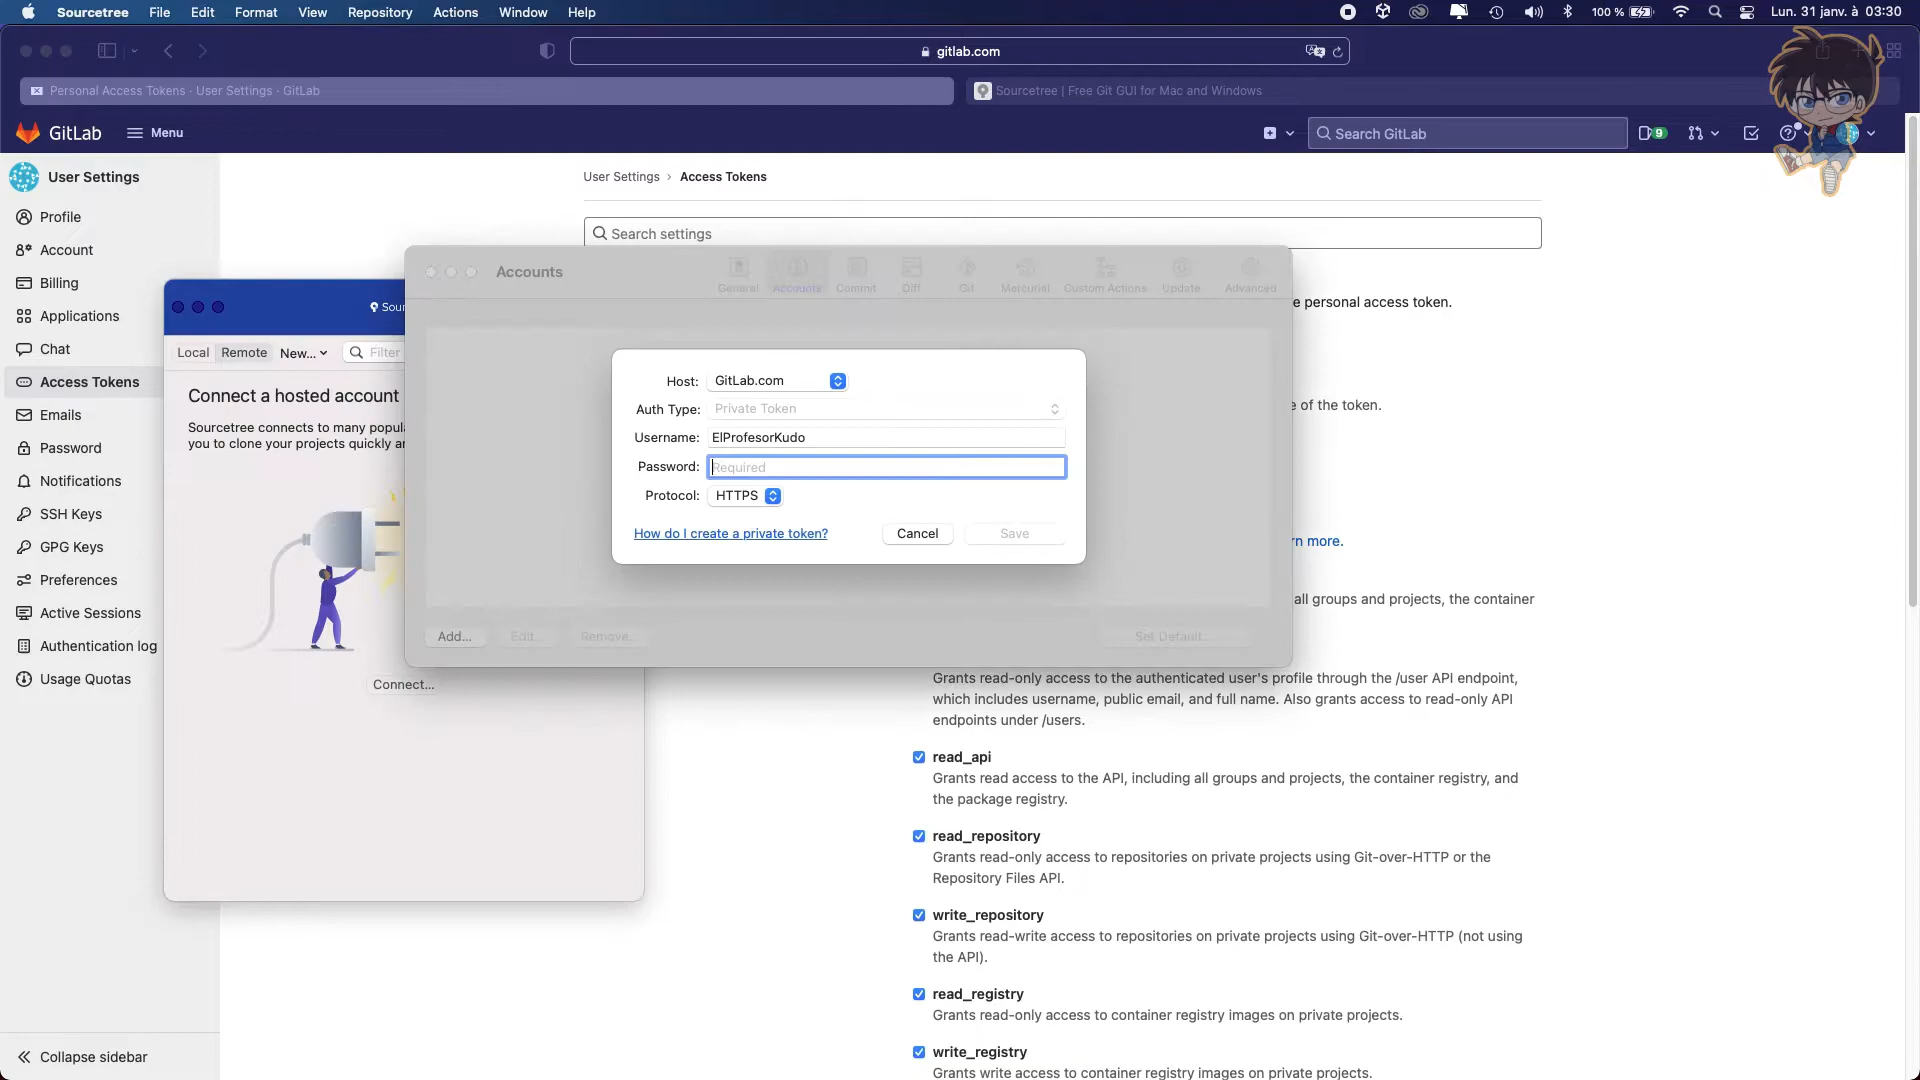 Sourcetree File Edit Format View Repository Actions Window Help
100 % Lun. 31 janv. à 03:30
gitlab.com
Personal Access Tokens · User Settings · GitLab
Sourcetree | Free Git GUI for Mac and Windows
GitLab Menu
Search GitLab
9
User Settings
Profile
Account
Billing
Applications
Chat
Access Tokens
Emails
Password
Notifications
SSH Keys
GPG Keys
Preferences
Active Sessions
Authentication log
Usage Quotas
Collapse sidebar
User Settings › Access Tokens
Search settings
Sour
Local Remote New... Filter
Connect a hosted account
Sourcetree connects to many popul
you to clone your projects quickly a
Connect...
Accounts
General Accounts Commit Diff Git Mercurial Custom Actions Update Advanced
Host: GitLab.com
Auth Type: Private Token
Username: ElProfesorKudo
Password: Required
Protocol: HTTPS
How do I create a private token? Cancel Save
Add... Edit... Remove... Set Default...
e personal access token.
e of the token.
rn more.
all groups and projects, the container
Grants read-only access to the authenticated user's profile through the /user API endpoint,
which includes username, public email, and full name. Also grants access to read-only API
endpoints under /users.
read_api
Grants read access to the API, including all groups and projects, the container registry, and
the package registry.
read_repository
Grants read-only access to repositories on private projects using Git-over-HTTP or the
Repository Files API.
write_repository
Grants read-write access to repositories on private projects using Git-over-HTTP (not using
the API).
read_registry
Grants read-only access to container registry images on private projects.
write_registry
Grants write access to container registry images on private projects.